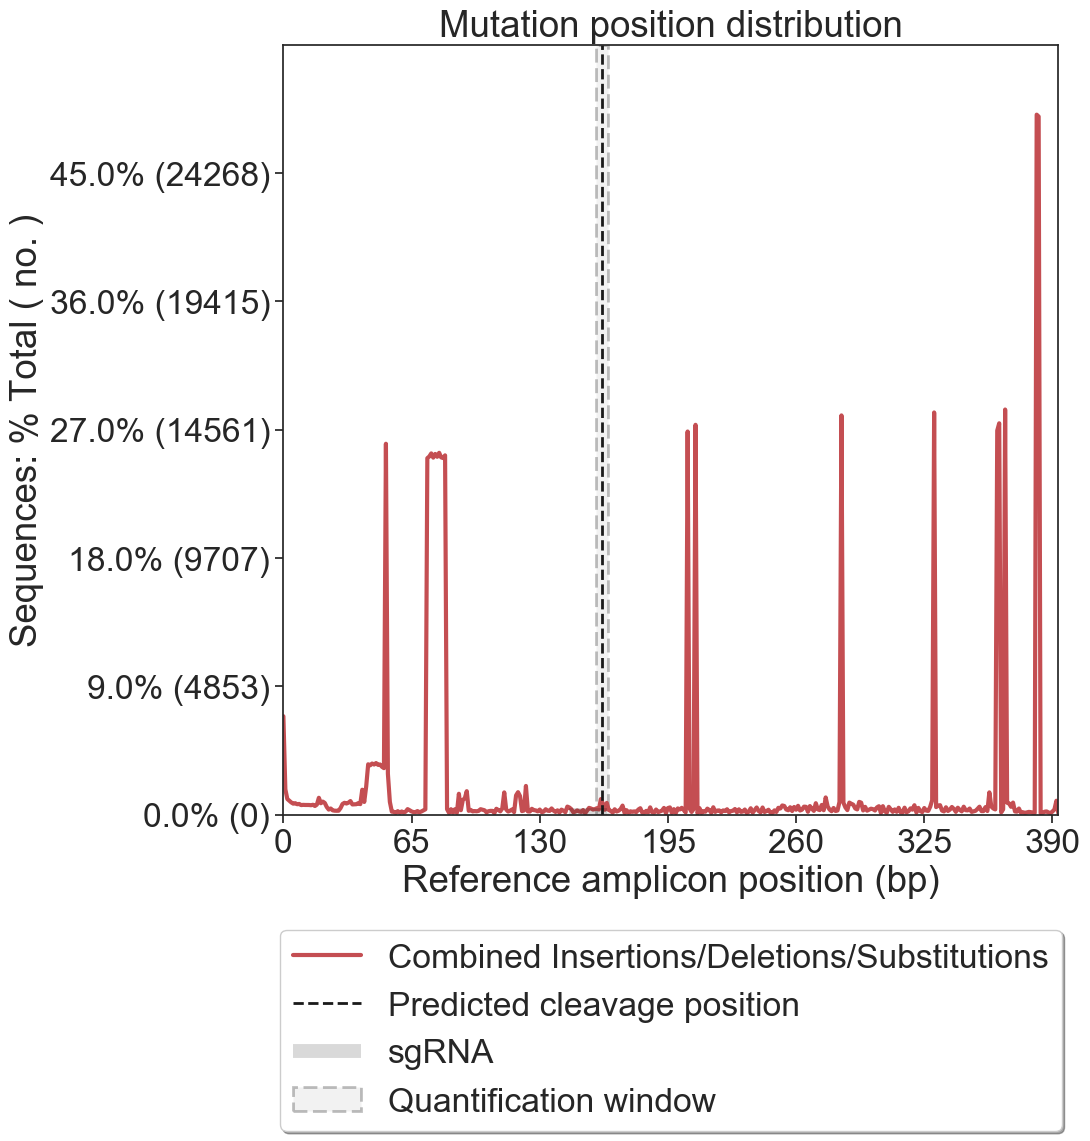 Mutation position distribution
Sequences: % Total ( no. )
45.0% (24268)
36.0% (19415)
27.0% (14561)
18.0% (9707)
9.0% (4853)
0.0% (0)
0 65 130 195 260 325 390
Reference amplicon position (bp)
Combined Insertions/Deletions/Substitutions
Predicted cleavage position
sgRNA
Quantification window